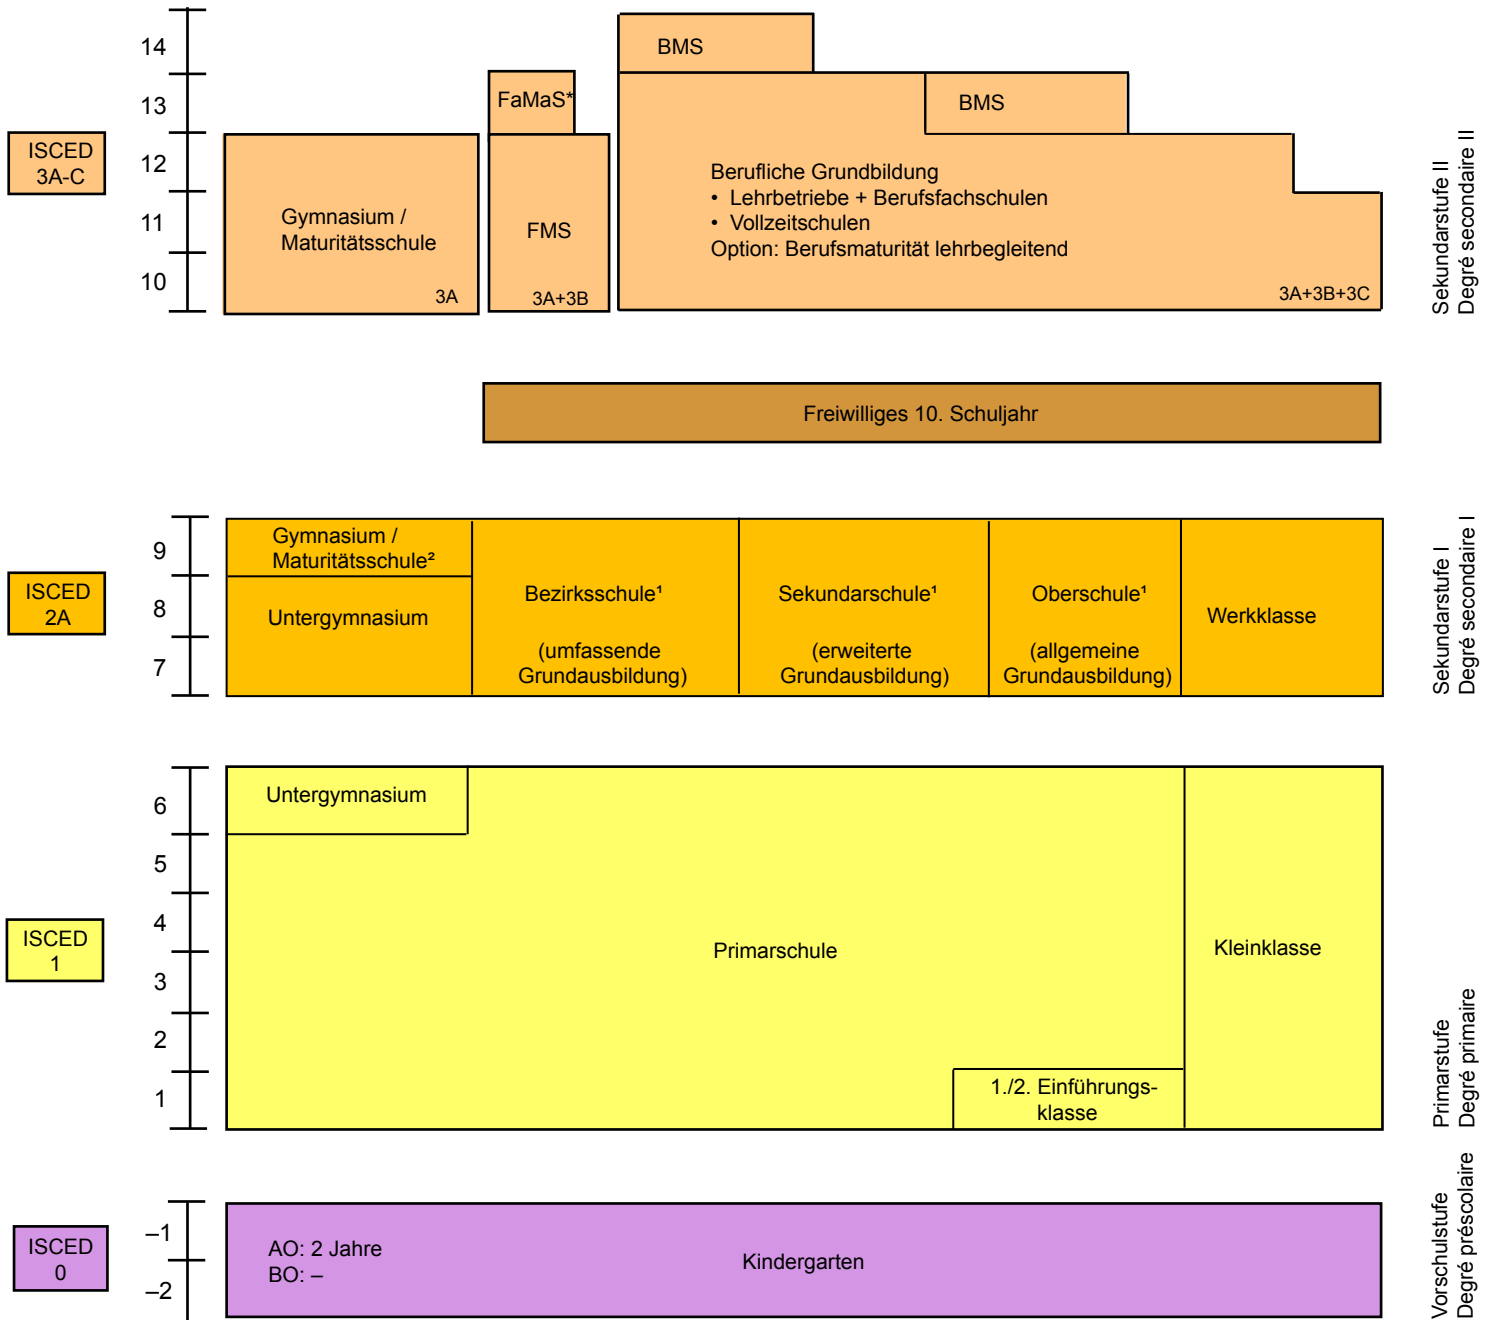 14
BMS
13
FaMaS*
BMS
ISCED
3A-C
12
11
10
Gymnasium /
Maturitätsschule
3A
FMS
3A+3B
Berufliche Grundbildung
• Lehrbetriebe + Berufsfachschulen
• Vollzeitschulen
Option: Berufsmaturität lehrbegleitend
3A+3B+3C
Sekundarstufe II
Degré secondaire II
Freiwilliges 10. Schuljahr
ISCED
2A
9
8
7
Gymnasium /
Maturitätsschule²
Untergymnasium
Bezirksschule¹
(umfassende
Grundausbildung)
Sekundarschule¹
(erweiterte
Grundausbildung)
Oberschule¹
(allgemeine
Grundausbildung)
Werkklasse
Sekundarstufe I
Degré secondaire I
ISCED
1
6
5
4
3
2
1
Untergymnasium
Primarschule
1./2. Einführungs-
klasse
Kleinklasse
Primarstufe
Degré primaire
ISCED
0
–1
–2
AO: 2 Jahre
BO: –
Kindergarten
Vorschulstufe
Degré préscolaire